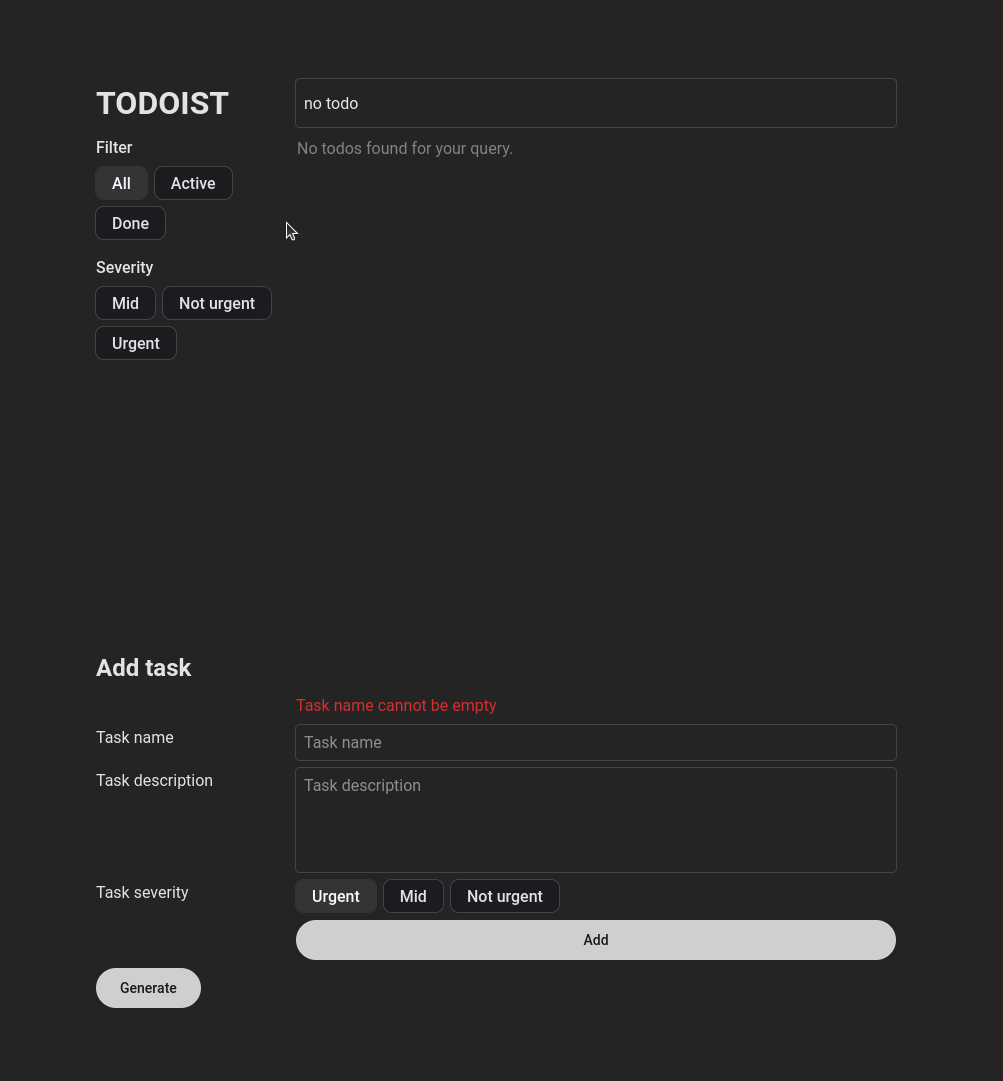 TODOIST
no todo
Filter
No todos found for your query.
All Active
Done
Severity
Mid Not urgent
Urgent
Add task
Task name cannot be empty
Task name Task name
Task description Task description
Task severity Urgent Mid Not urgent
Add
Generate